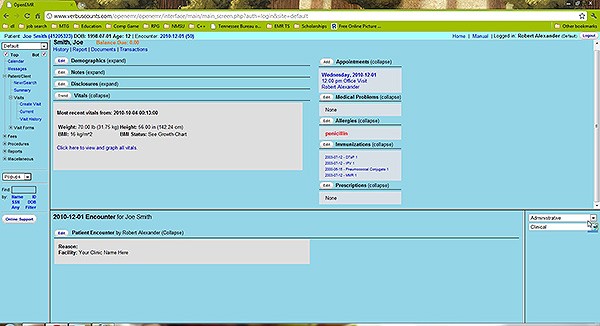 OpenEMR
www.verbuscounts.com/openemr/openemr/interface/main/main_screen.php?auth=login&site=default
dl job search MTG Education Comp Game RPG NMSU C++ Tennessee Bureau o... EMR TS Scholarships Free Online Picture ... Other bookmarks
Patient: Joe Smith (41205323) DOB: 1998-07-01 Age: 12 | Encounter: 2010-12-01 (59) Home | Manual | Logged in: Robert Alexander Logout
Default
Top Bot
Calendar
Messages
Patient/Client
New/Search
Summary
Visits
Create Visit
Current
Visit History
Visit Forms
Fees
Procedures
Reports
Miscellaneous
Popups
Find
by: Name ID
SSN DOB
Any Filter
Online Support
Smith, Joe Balance Due: 0.00
History | Report | Documents | Transactions
Edit Demographics (expand)
Edit Notes (expand)
Edit Disclosures (expand)
Trend Vitals (collapse)
Most recent vitals from: 2010-10-04 00:13:00
Weight: 70.00 lb (31.75 kg) Height: 56.00 in (142.24 cm)
BMI: 16 kg/m^2 BMI Status: See Growth Chart
Click here to view and graph all vitals.
Add Appointments (collapse)
Wednesday, 2010-12-01
12:00 pm Office Visit
Robert Alexander
Edit Medical Problems (collapse)
None
Edit Allergies (collapse)
penicillin
Edit Immunizations (collapse)
2003-07-12 - DTaP 1
2003-07-12 - IPV 1
2000-08-16 - Pneumococcal Conjugate 1
2003-07-12 - MMR 1
Edit Prescriptions (collapse)
None
2010-12-01 Encounter for Joe Smith
Edit Patient Encounter by Robert Alexander (Collapse)
Reason:
Facility: Your Clinic Name Here
Administrative
Clinical